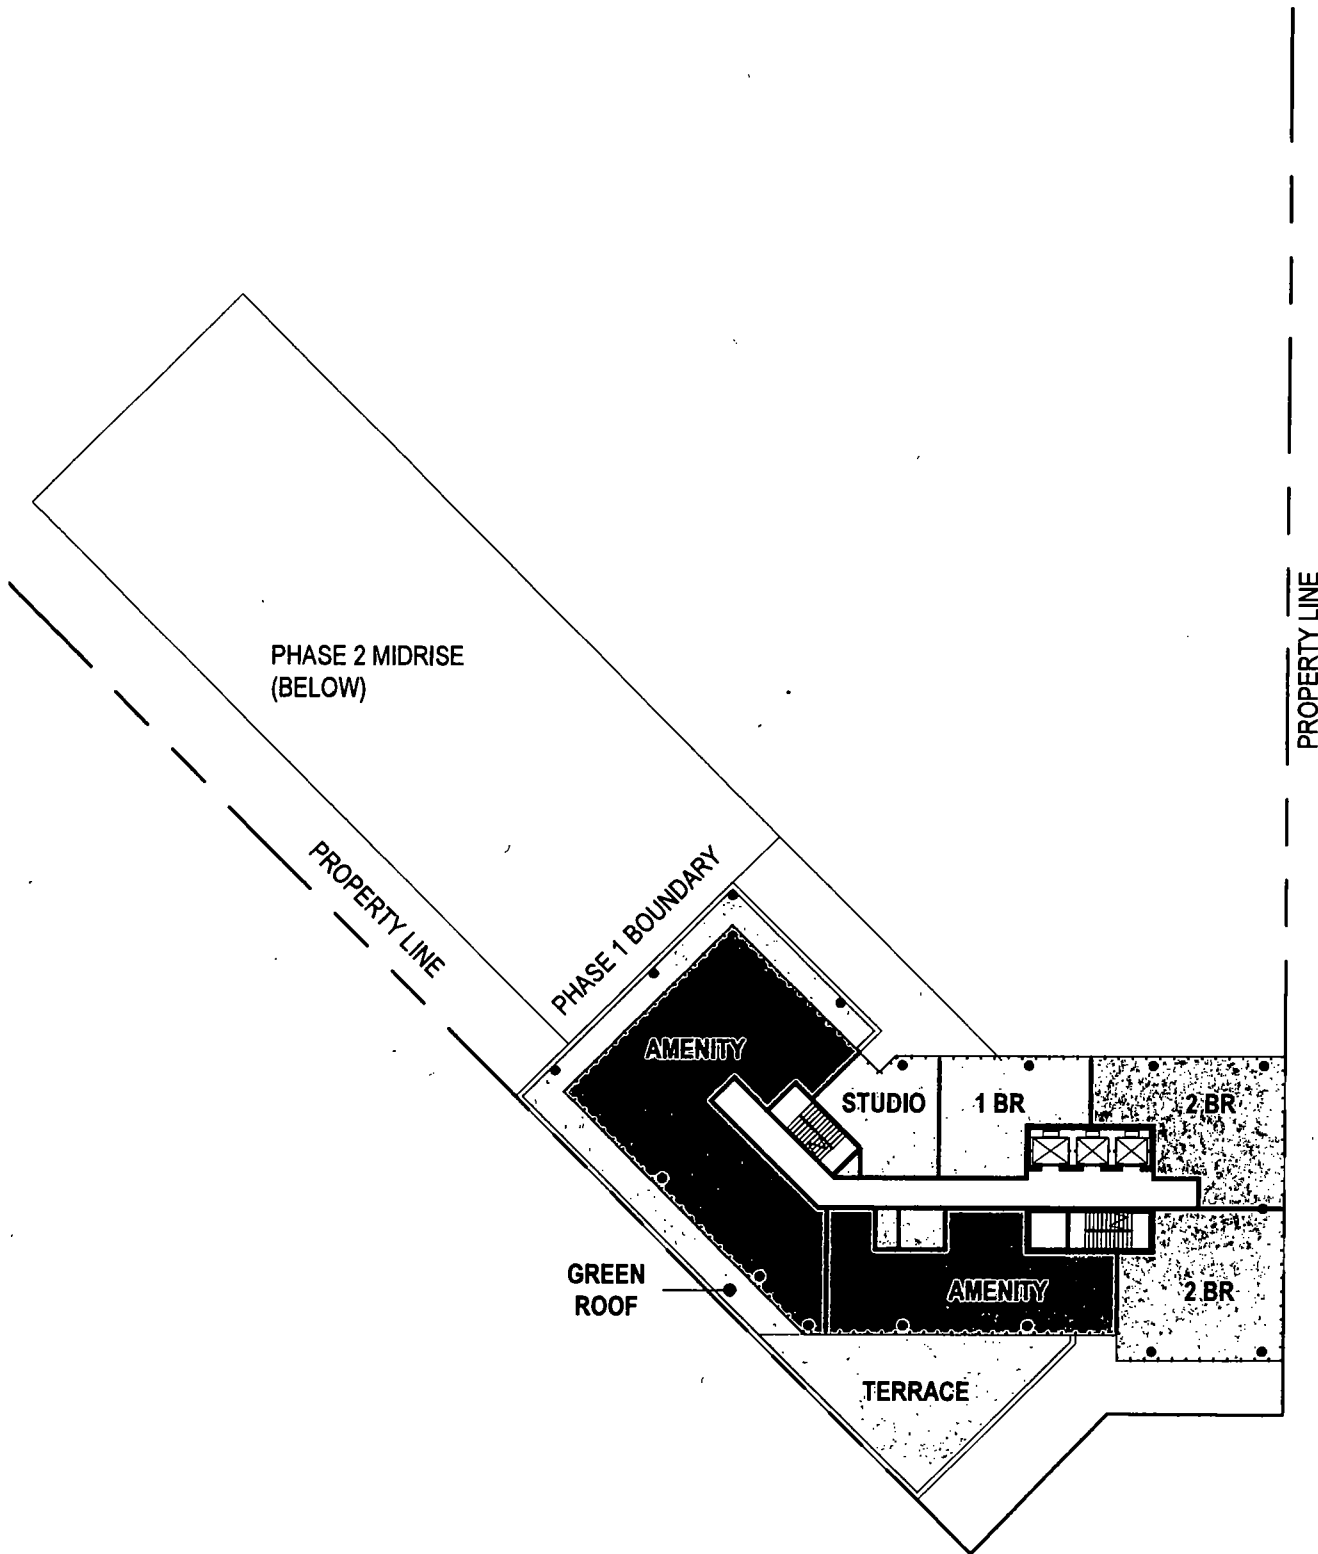 PROPERTY LINE
PHASE 2 MIDRISE
(BELOW)
PROPERTY LINE
PHASE 1 BOUNDARY
AMENITY
STUDIO
1 BR
2 BR
GREEN
ROOF
AMENITY
2 BR
TERRACE